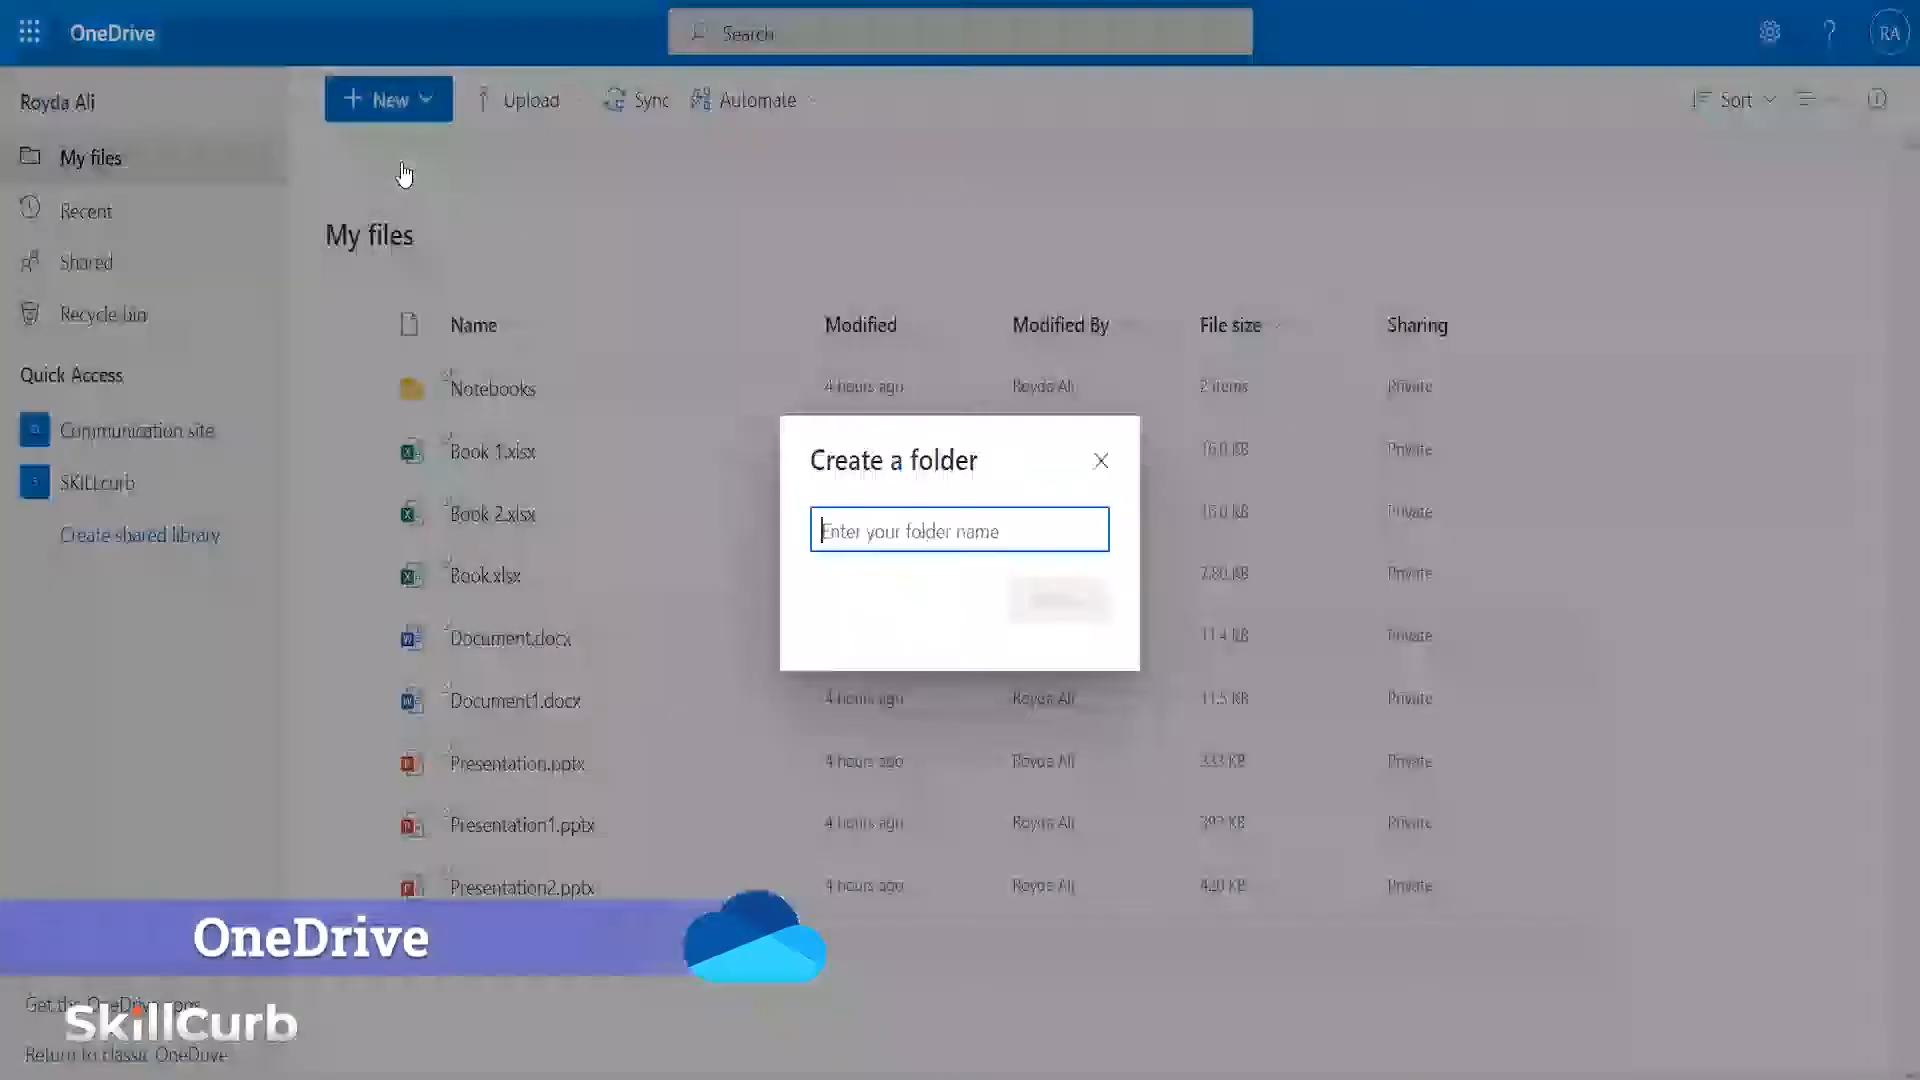 OneDrive
Search
RA
Royda Ali
New
Upload
Sync
Automate
Sort
My files
Recent
Shared
Recycle bin
Quick Access
Communication site
SKILLcurb
Create shared library
My files
Name Modified Modified By File size Sharing
Notebooks 4 hours ago Royda Ali 2 items Private
Book 1.xlsx 16.0 KB Private
Book 2.xlsx 16.0 KB Private
Book.xlsx 7.80 KB Private
Document.docx 11.4 KB Private
Document1.docx 4 hours ago Royda Ali 11.5 KB Private
Presentation.pptx 4 hours ago Royda Ali 333 KB Private
Presentation1.pptx 4 hours ago Royda Ali 392 KB Private
Presentation2.pptx 4 hours ago Royda Ali 420 KB Private
Create a folder
Enter your folder name
OneDrive
Get the OneDrive apps
SkillCurb
Return to classic OneDrive